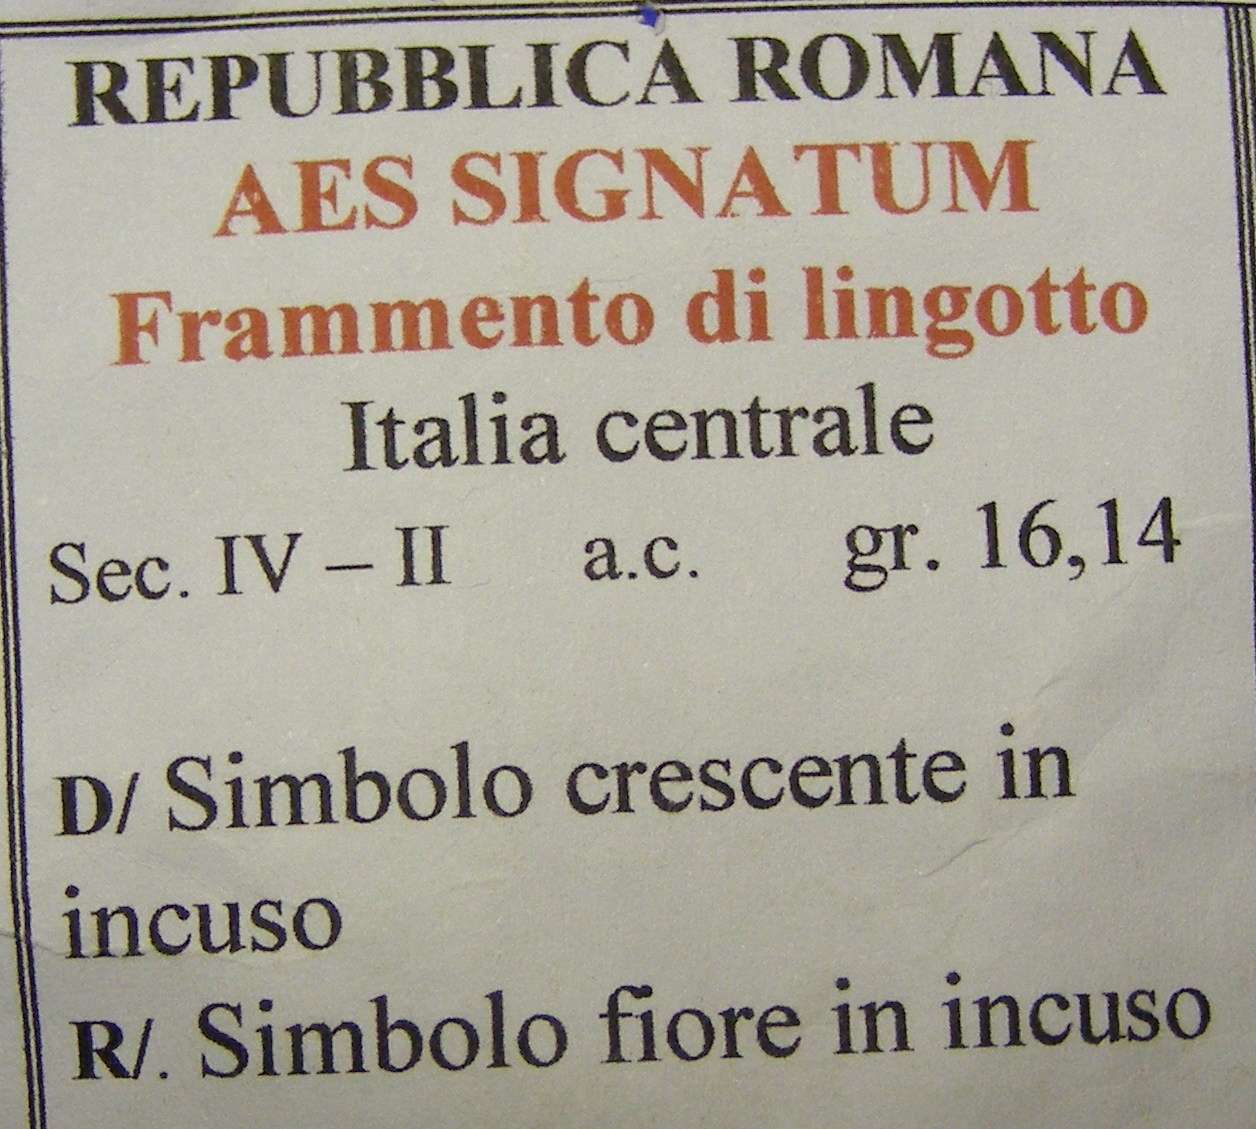 REPUBBLICA ROMANA
AES SIGNATUM
Frammento di lingotto
Italia centrale
Sec. IV – II a.c. gr. 16,14
D/ Simbolo crescente in
incuso
R/. Simbolo fiore in incuso